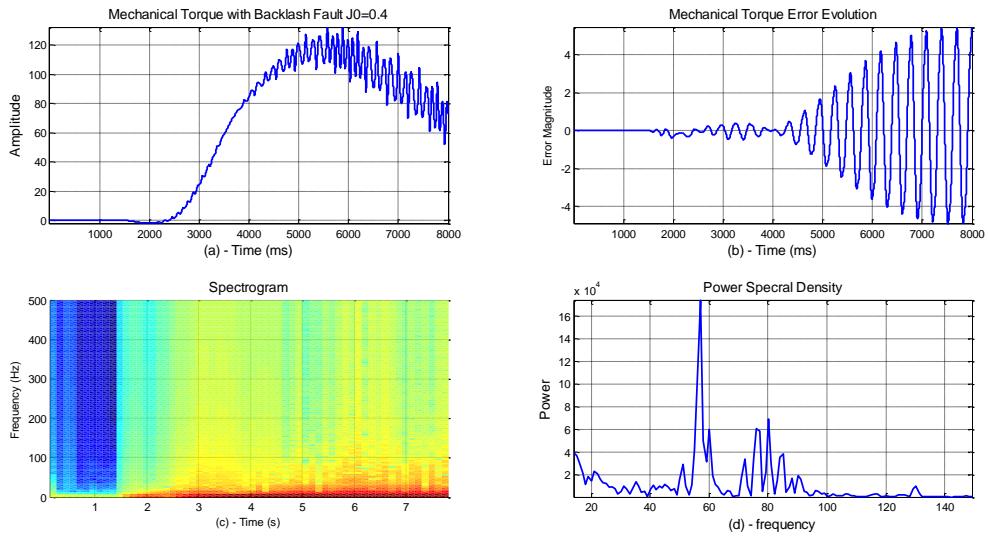 Mechanical Torque with Backlash Fault J0=0.4
120
100
80
60
40
20
0
Amplitude
1000 2000 3000 4000 5000 6000 7000 8000
(a) - Time (ms)
Mechanical Torque Error Evolution
4
2
0
-2
-4
Error Magnitude
1000 2000 3000 4000 5000 6000 7000 8000
(b) - Time (ms)
Spectrogram
500
400
300
200
100
0
Frequency (Hz)
1 2 3 4 5 6 7
(c) - Time (s)
Power Specral Density
x 10^4
16
14
12
10
8
6
4
2
Power
20 40 60 80 100 120 140
(d) - frequency